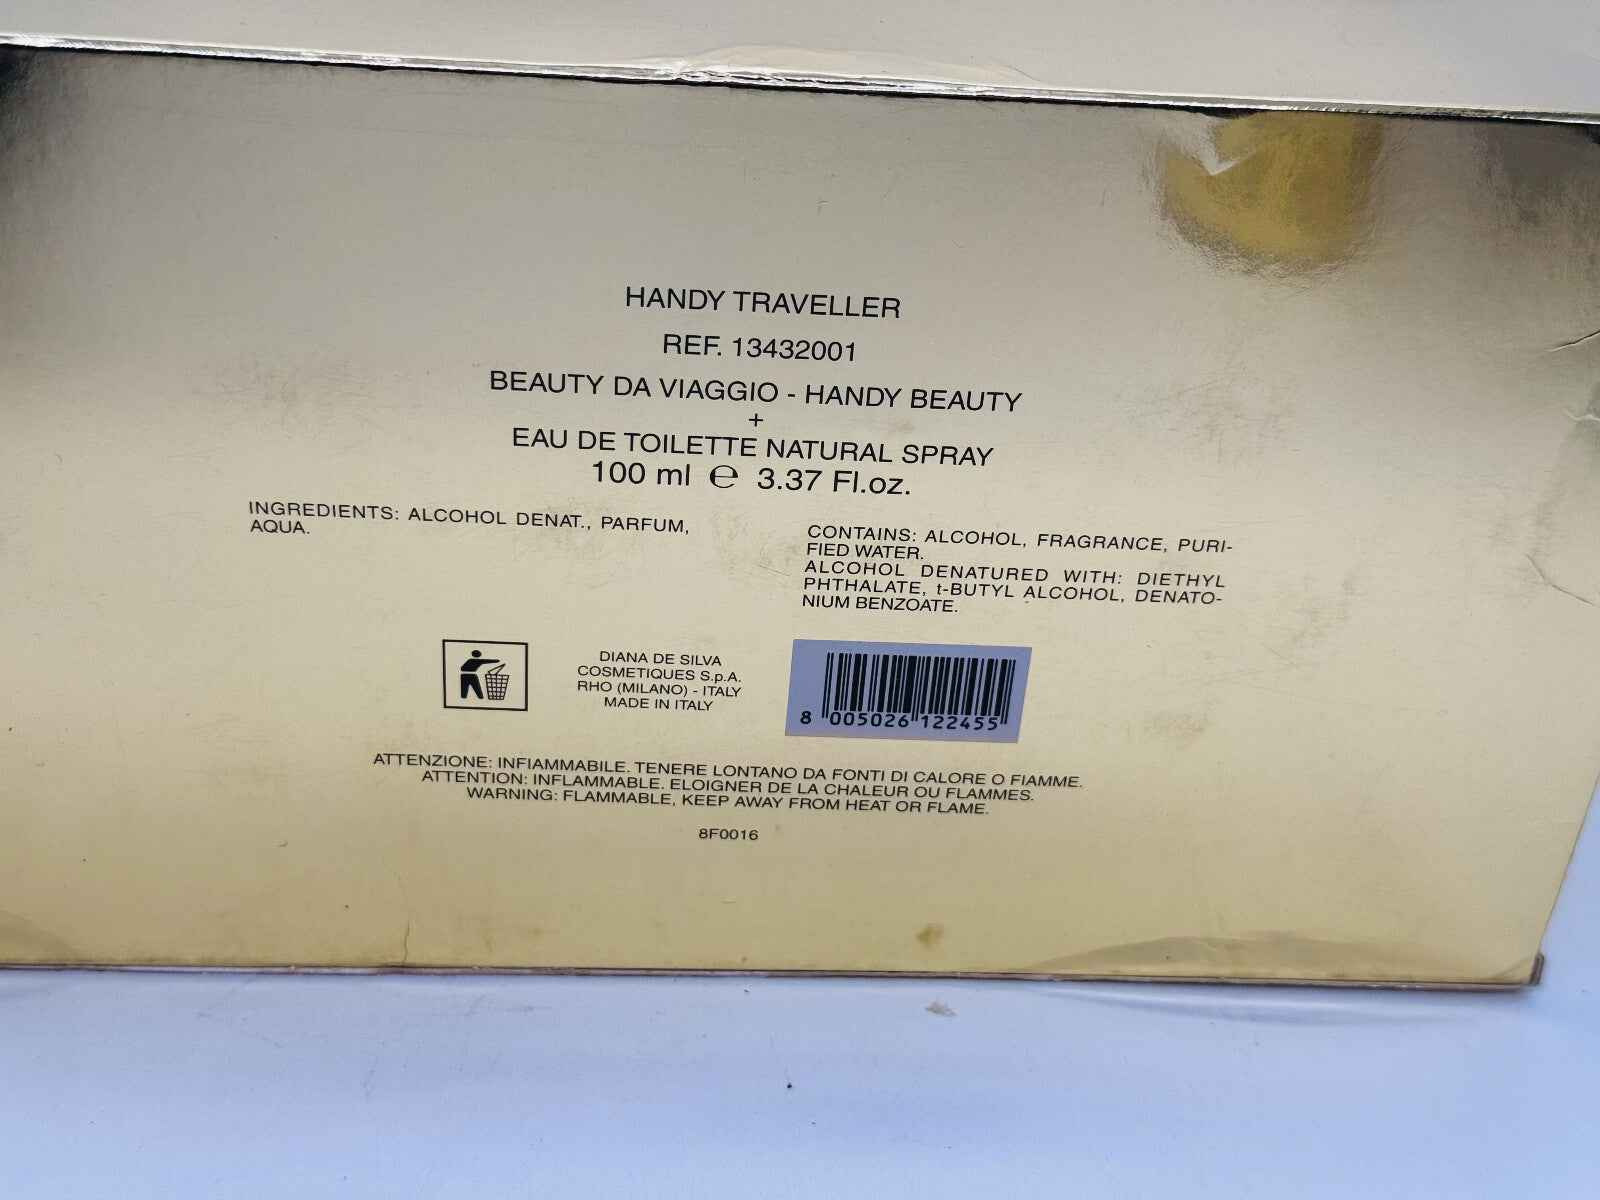 HANDY TRAVELLER
REF. 13432001
BEAUTY DA VIAGGIO - HANDY BEAUTY
+
EAU DE TOILETTE NATURAL SPRAY
100 ml ℮ 3.37 Fl.oz.
INGREDIENTS: ALCOHOL DENAT., PARFUM,
AQUA.
CONTAINS: ALCOHOL, FRAGRANCE, PURI-
FIED WATER.
ALCOHOL DENATURED WITH: DIETHYL
PHTHALATE, t-BUTYL ALCOHOL, DENATO-
NIUM BENZOATE.
DIANA DE SILVA
COSMETIQUES S.p.A.
RHO (MILANO) - ITALY
MADE IN ITALY
8 005026 122455
ATTENZIONE: INFIAMMABILE. TENERE LONTANO DA FONTI DI CALORE O FIAMME.
ATTENTION: INFLAMMABLE. ELOIGNER DE LA CHALEUR OU FLAMMES.
WARNING: FLAMMABLE, KEEP AWAY FROM HEAT OR FLAME.
8F0016